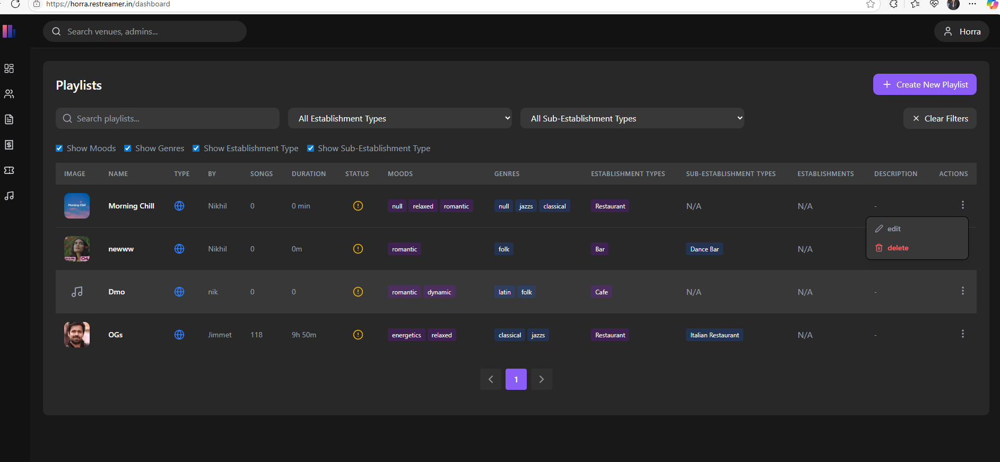 https://horra.restreamer.in/dashboard
Search venues, admins...
Horra
Playlists
Create New Playlist
Search playlists...
All Establishment Types
All Sub-Establishment Types
Clear Filters
Show Moods Show Genres Show Establishment Type Show Sub-Establishment Type
IMAGE NAME TYPE BY SONGS DURATION STATUS MOODS GENRES ESTABLISHMENT TYPES SUB-ESTABLISHMENT TYPES ESTABLISHMENTS DESCRIPTION ACTIONS
Morning Chill Morning Chill Nikhil 0 0 min null relaxed romantic null jazzs classical Restaurant N/A N/A -
edit
newww Nikhil 0 0m romantic folk Bar Dance Bar N/A
delete
04
Dmo nik 0 0 romantic dynamic latin folk Cafe N/A N/A -
OGs Jimmet 118 9h 50m energetics relaxed classical jazzs Restaurant Italian Restaurant N/A -
1